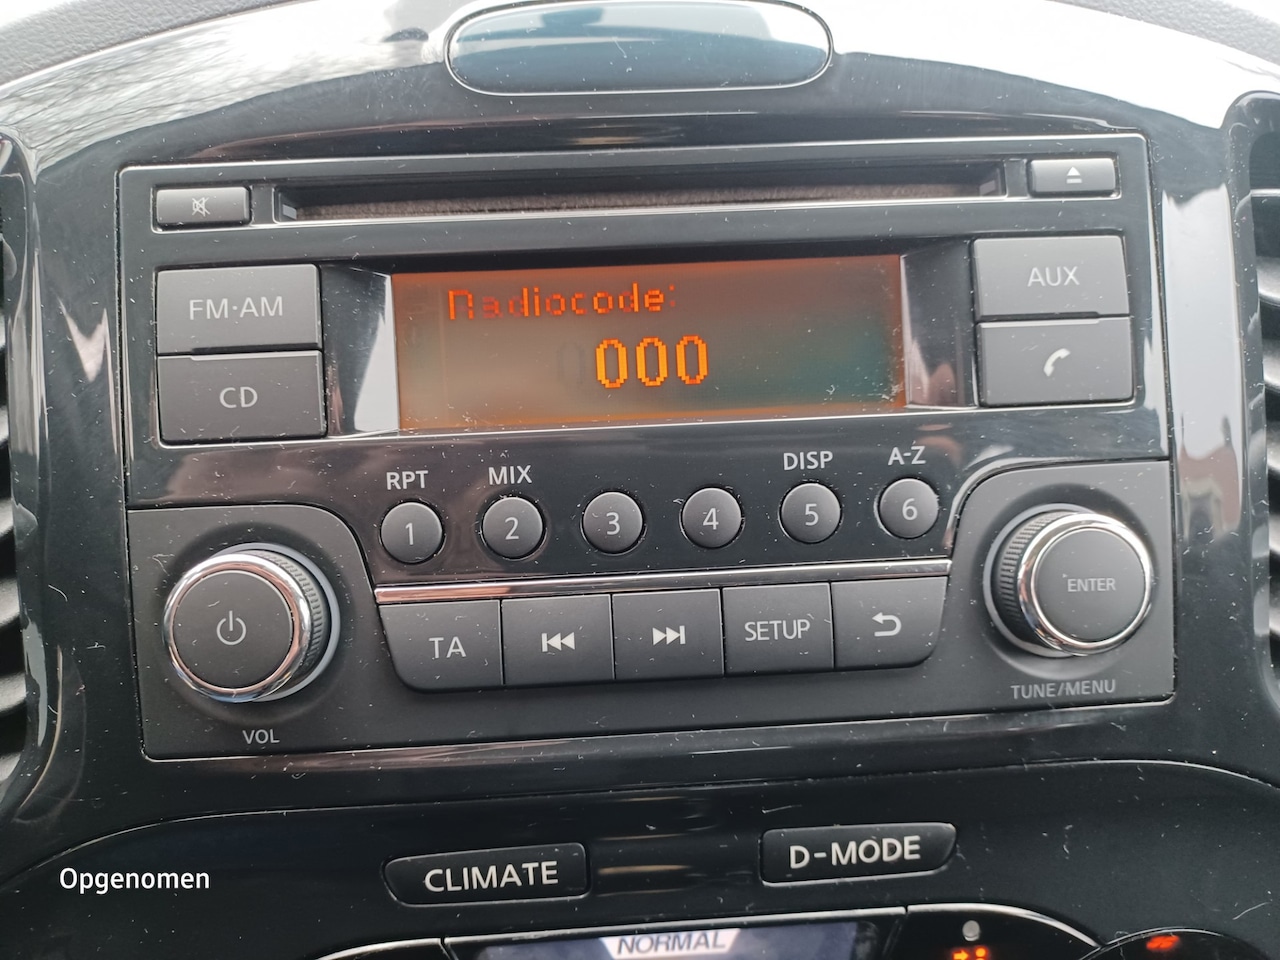 FM·AM
CD
Radiocode:
000
AUX
RPT
MIX
DISP
A-Z
1
2
3
4
5
6
VOL
TA
SETUP
ENTER
TUNE/MENU
CLIMATE
D-MODE
Opgenomen
NORMAL